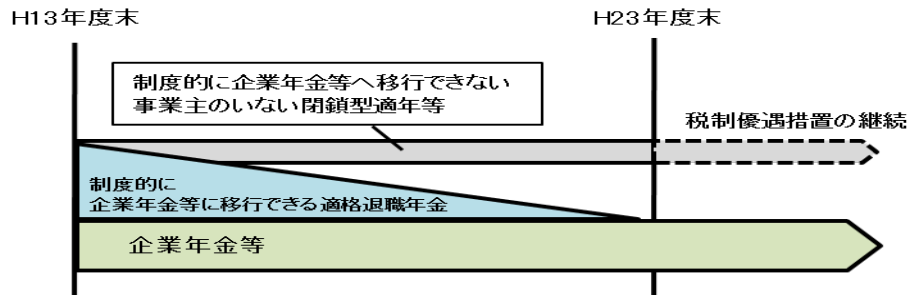 H13年度末
H23年度末
制度的に企業年金等へ移行できない
事業主のいない閉鎖型適年等
税制優遇措置の継続
制度的に
企業年金等に移行できる適格退職年金
企業年金等